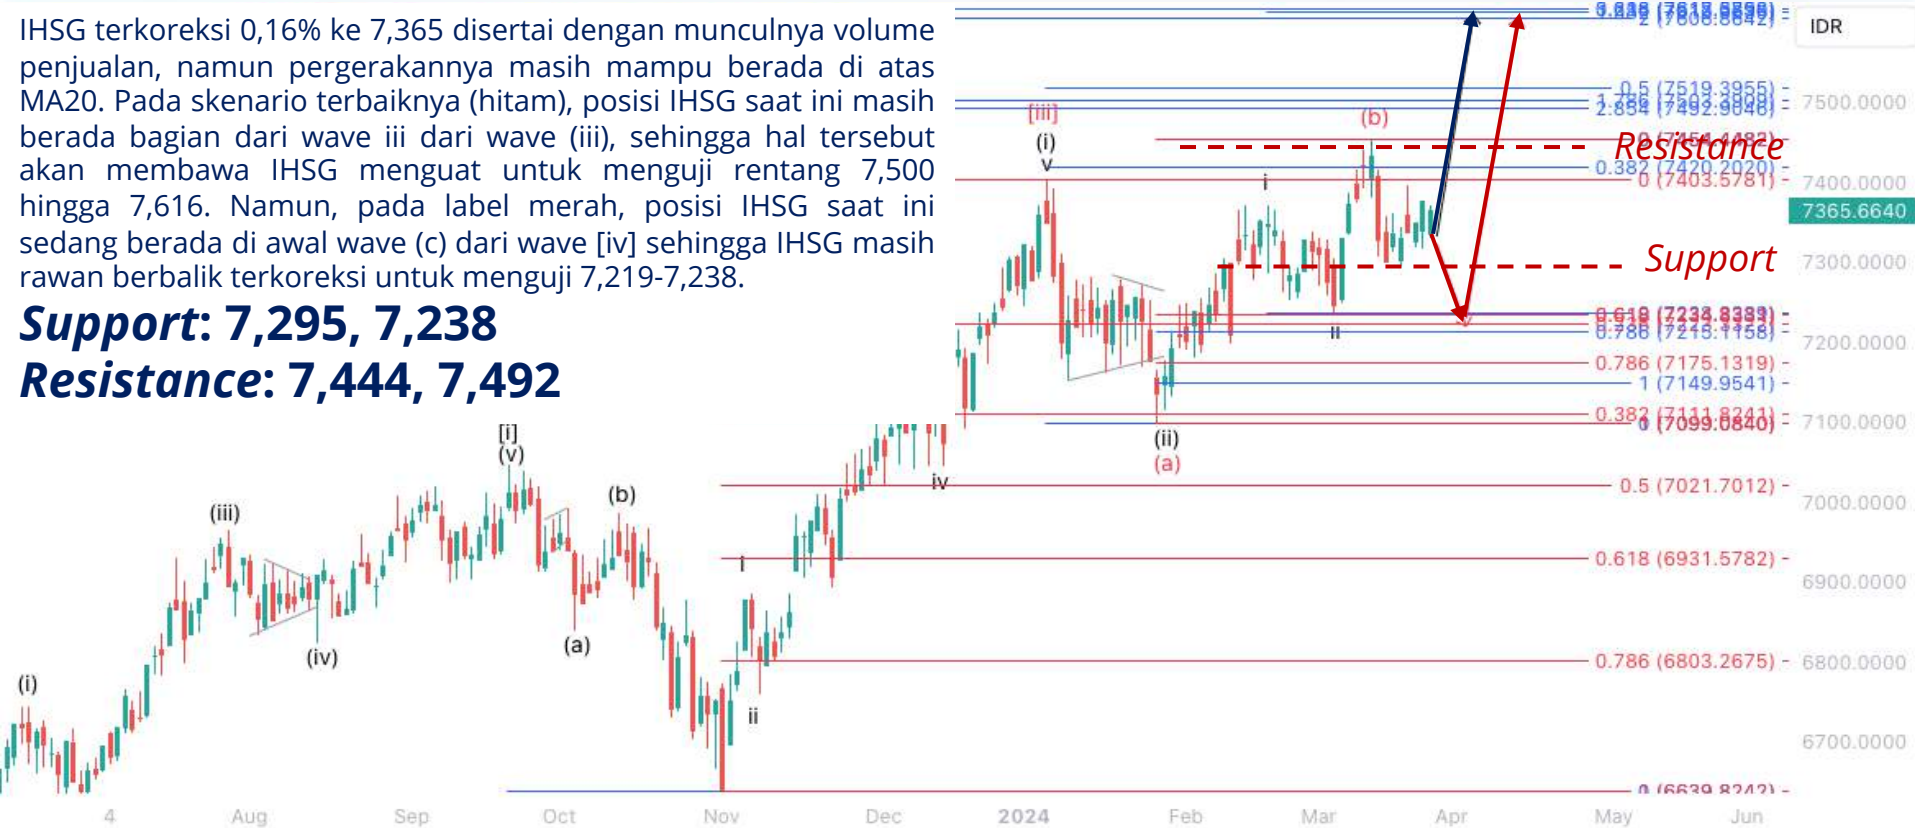 IHSG terkoreksi 0,16% ke 7,365 disertai dengan munculnya volume
penjualan, namun pergerakannya masih mampu berada di atas
MA20. Pada skenario terbaiknya (hitam), posisi IHSG saat ini masih
berada bagian dari wave iii dari wave (iii), sehingga hal tersebut
akan membawa IHSG menguat untuk menguji rentang 7,500
hingga 7,616. Namun, pada label merah, posisi IHSG saat ini
sedang berada di awal wave (c) dari wave [iv] sehingga IHSG masih
rawan berbalik terkoreksi untuk menguji 7,219-7,238.
Support: 7,295, 7,238
Resistance: 7,444, 7,492
IDR
0.5 (7519.3955)
7500.0000
[iii]
(i)
v
(b)
Resistance
0.382 (7420.2020)
0 (7403.5781)
7400.0000
i
7365.6640
Support
7300.0000
ii
7200.0000
0.786 (7175.1319)
1 (7149.9541)
0.382 (7111.8241)
7100.0000
(ii)
(a)
[i]
(v)
iv
0.5 (7021.7012)
7000.0000
(iii)
(b)
i
0.618 (6931.5782)
6900.0000
(iv)
(a)
0.786 (6803.2675)
6800.0000
(i)
ii
6700.0000
(6639.8242)
4
Aug
Sep
Oct
Nov
Dec
2024
Feb
Mar
Apr
May
Jun